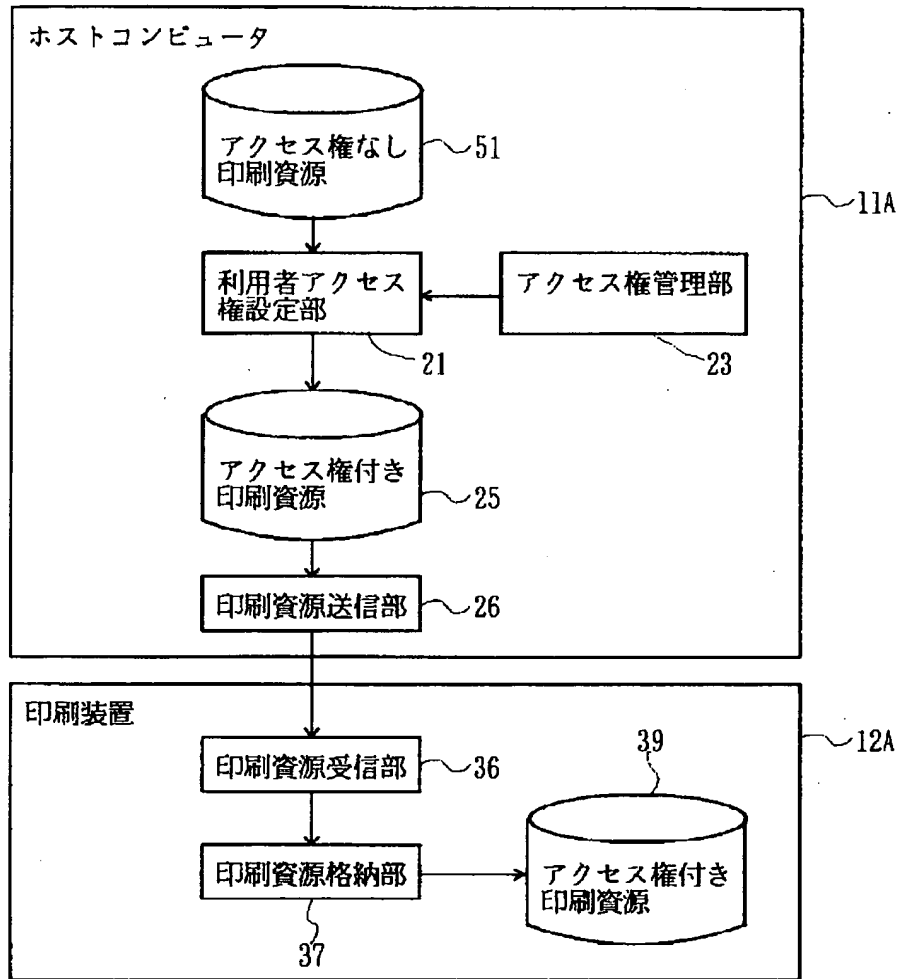 ホストコンピュータ
アクセス権なし
印刷資源
51
11A
利用者アクセス
権設定部
アクセス権管理部
21
23
アクセス権付き
印刷資源
25
印刷資源送信部
26
印刷装置
12A
印刷資源受信部
36
39
印刷資源格納部
アクセス権付き
印刷資源
37